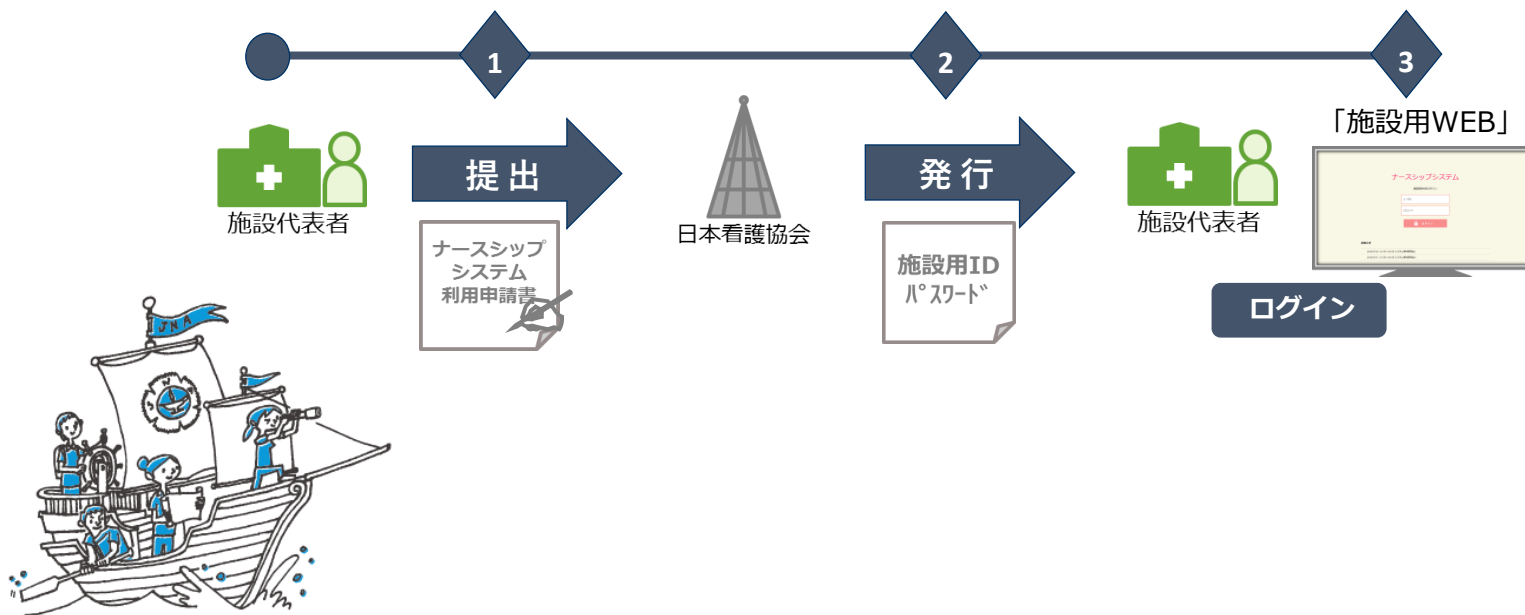 1
2
3
施設代表者
提出
ナースシップ
システム
利用申請書
日本看護協会
発行
施設用ID
ﾊﾟｽﾜｰﾄﾞ
施設代表者
「施設用WEB」
ナースシップシステム
ログイン
JNA